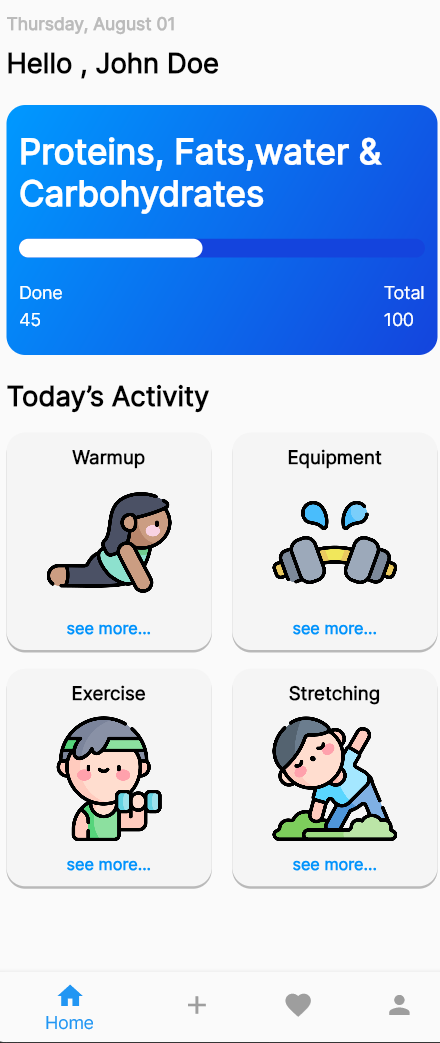 Thursday, August 01
Hello , John Doe
Proteins, Fats,water &
Carbohydrates
Done
Total
45
100
Today’s Activity
Warmup
Equipment
see more...
see more...
Exercise
Stretching
see more...
see more...
Home